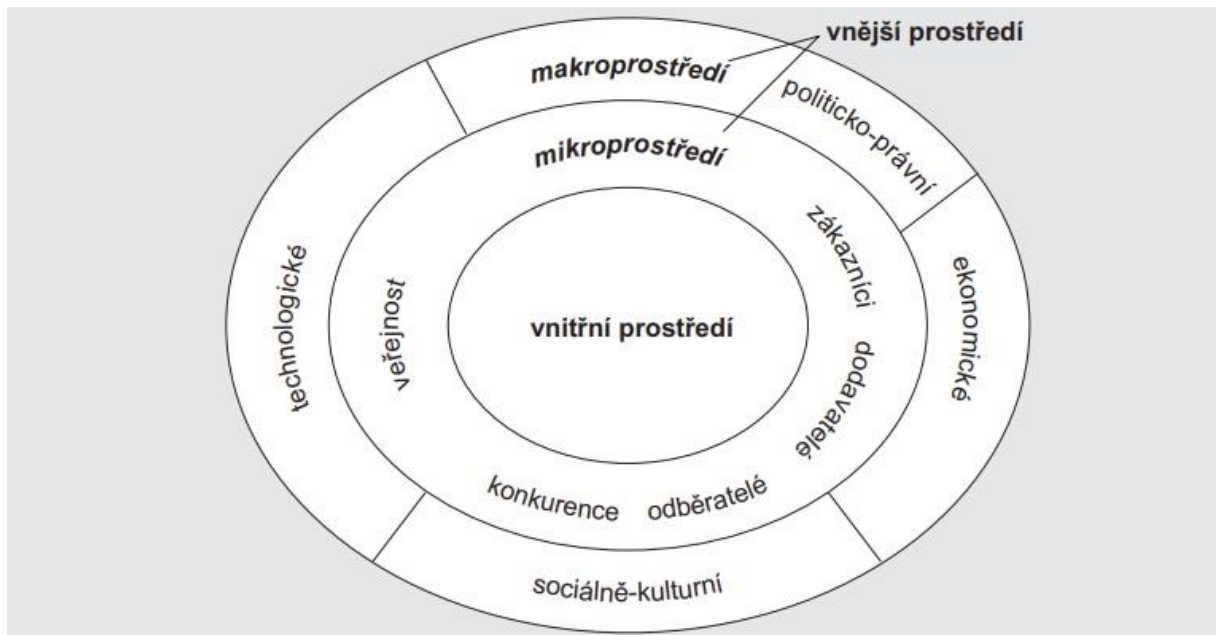 vnější prostředí
makroprostředí
politicko-právní
mikroprostředí
zákazníci
ekonomické
technologické
veřejnost
vnitřní prostředí
dodavatelé
konkurence
odběratelé
sociálně-kulturní